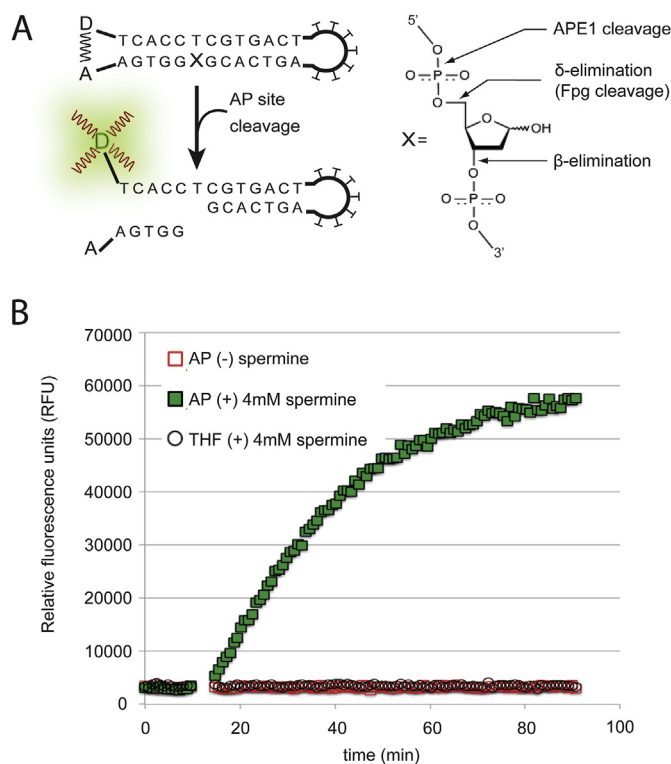 A
D
TCACCTCGTGACT
AGTGGXGCACTGA
A
AP site
cleavage
D
TCACCTCGTGACT
GCACTGA
AGTGG
A
5'
O
O P O
O
O
OH
X=
O
O P O
O
3'
APE1 cleavage
δ-elimination
(Fpg cleavage)
β-elimination
B
Relative fluorescence units (RFU)
70000
60000
50000
40000
30000
20000
10000
0
AP (-) spermine
AP (+) 4mM spermine
THF (+) 4mM spermine
0 20 40 60 80 100
time (min)